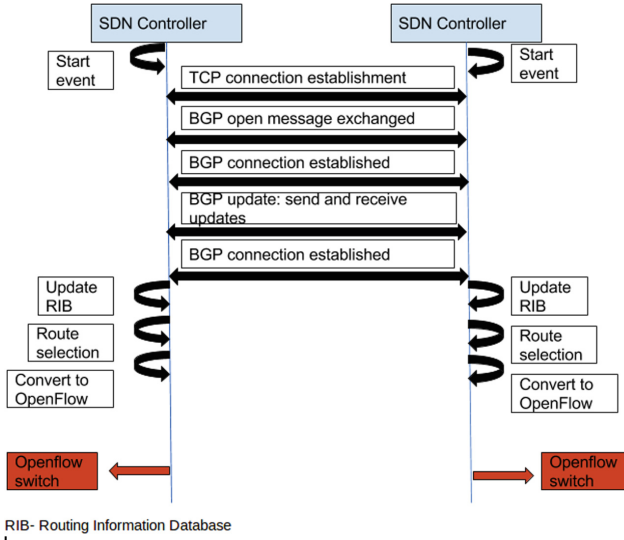 SDN Controller
SDN Controller
Start
event
Start
event
TCP connection establishment
BGP open message exchanged
BGP connection established
BGP update: send and receive
updates
BGP connection established
Update
RIB
Update
RIB
Route
selection
Route
selection
Convert to
OpenFlow
Convert to
OpenFlow
Openflow
switch
Openflow
switch
RIB- Routing Information Database